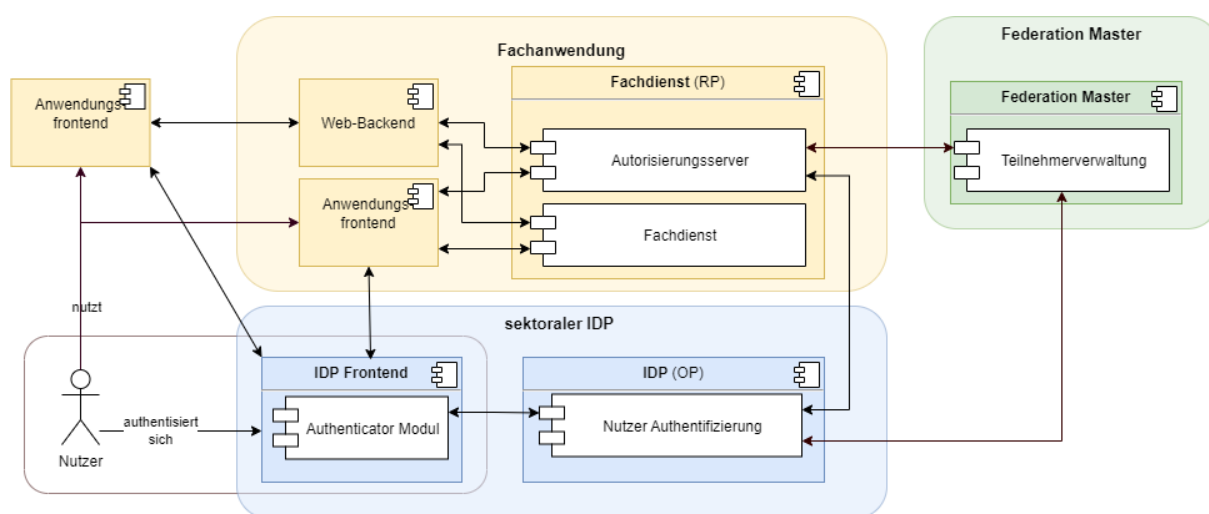 Federation Master
Fachanwendung
Fachdienst (RP)
Anwendungs
frontend
Web-Backend
Federation Master
Autorisierungsserver
Teilnehmerverwaltung
Anwendungs
frontend
Fachdienst
nutzt
sektoraler IDP
IDP Frontend
IDP (OP)
authentisiert
sich
Authenticator Modul
Nutzer Authentifizierung
Nutzer